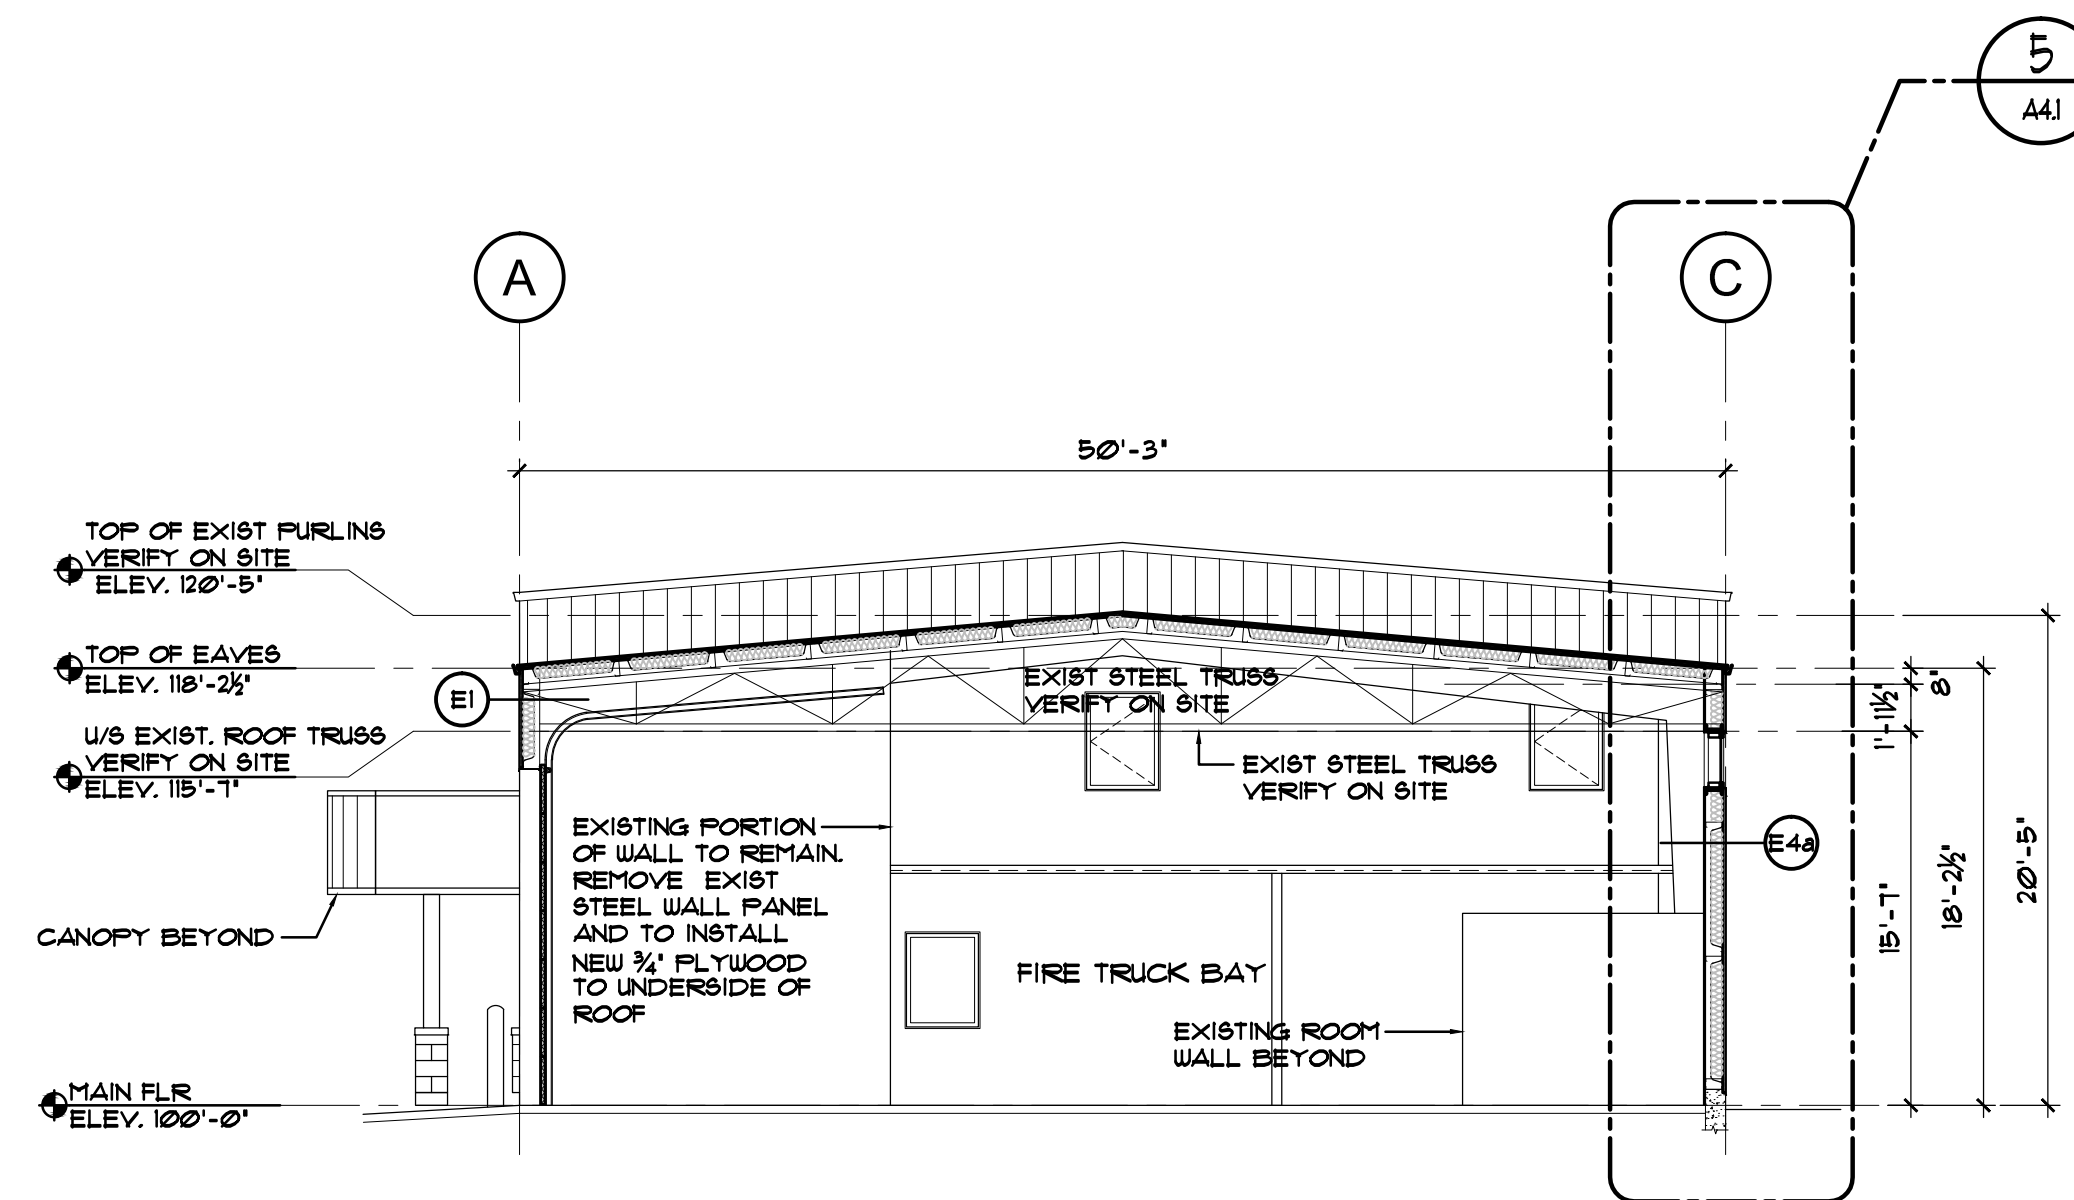 5
A4.1
A
C
50'-3"
TOP OF EXIST PURLINS
VERIFY ON SITE
ELEV. 120'-5"
TOP OF EAVES
ELEV. 118'-2½"
U/S EXIST. ROOF TRUSS
VERIFY ON SITE
ELEV. 115'-7"
E1
EXIST STEEL TRUSS
VERIFY ON SITE
EXIST STEEL TRUSS
VERIFY ON SITE
8"
1'-11½"
15'-7"
18'-2½"
20'-5"
E4a
EXISTING PORTION
OF WALL TO REMAIN.
REMOVE EXIST
STEEL WALL PANEL
AND TO INSTALL
NEW ¾" PLYWOOD
TO UNDERSIDE OF
ROOF
CANOPY BEYOND
FIRE TRUCK BAY
EXISTING ROOM
WALL BEYOND
MAIN FLR
ELEV. 100'-0"